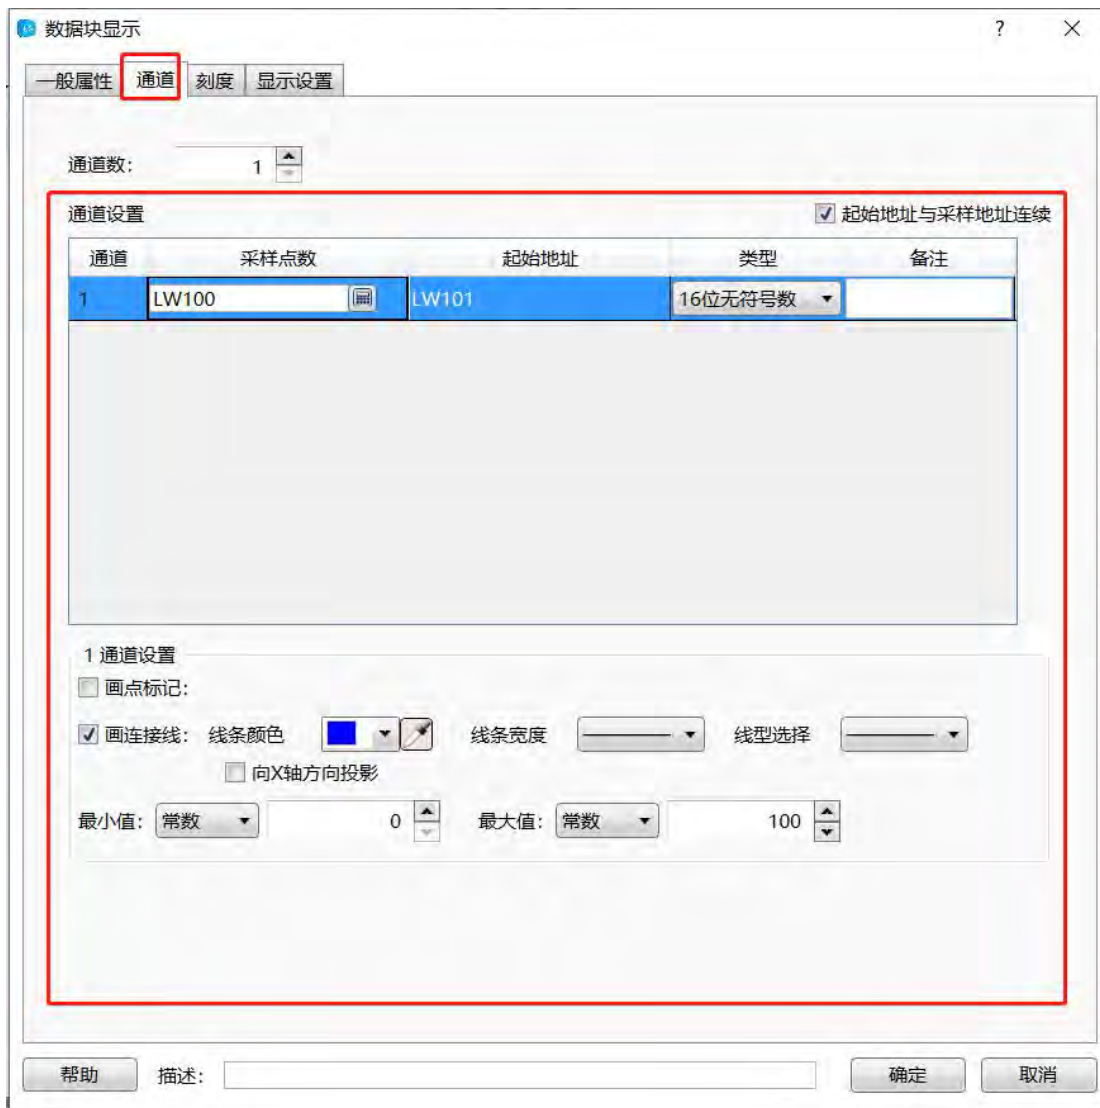 数据块显示 ?
一般属性 通道 刻度 显示设置
通道数: 1
通道设置 起始地址与采样地址连续
通道 采样点数 起始地址 类型 备注
1 LW100 LW101 16位无符号数
1 通道设置
画点标记:
画连接线: 线条颜色 线条宽度 线型选择
向X轴方向投影
最小值: 常数 0 最大值: 常数 100
帮助 描述: 确定 取消